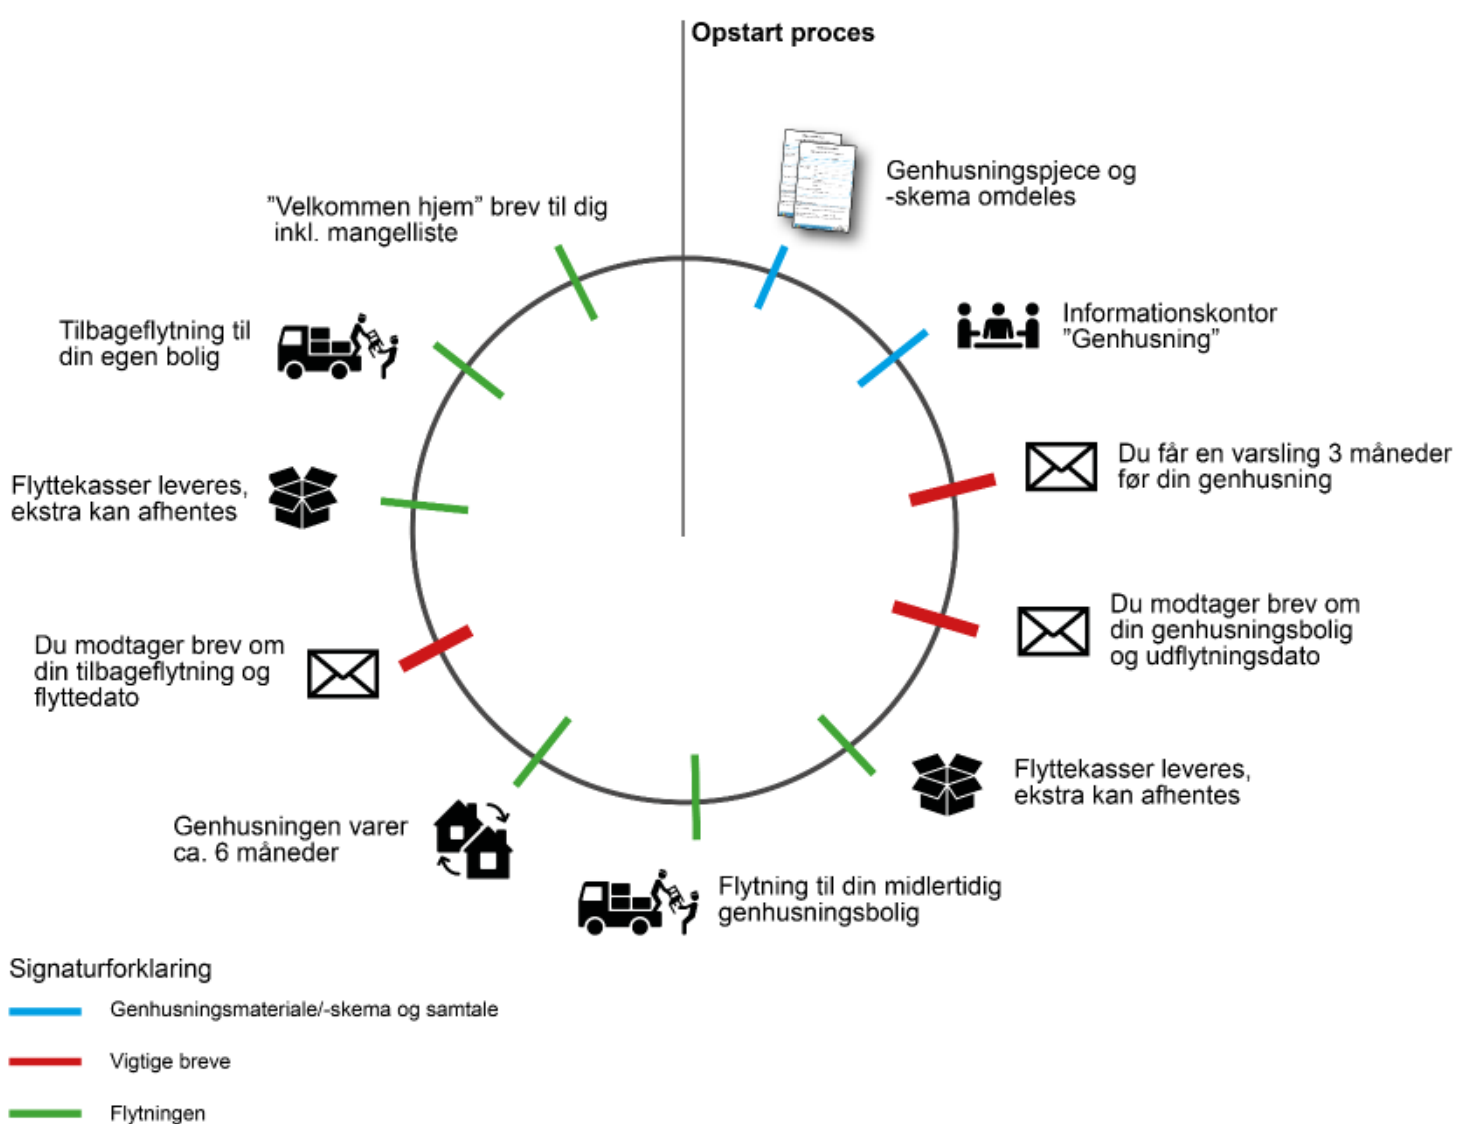 Opstart proces
Genhusningspjece og
-skema omdeles
Informationskontor
"Genhusning"
Du får en varsling 3 måneder
før din genhusning
Du modtager brev om
din genhusningsbolig
og udflytningsdato
Flyttekasser leveres,
ekstra kan afhentes
Flytning til din midlertidig
genhusningsbolig
Genhusningen varer
ca. 6 måneder
Du modtager brev om
din tilbageflytning og
flyttedato
Flyttekasser leveres,
ekstra kan afhentes
Tilbageflytning til
din egen bolig
”Velkommen hjem” brev til dig
inkl. mangelliste
Signaturforklaring
Genhusningsmateriale/-skema og samtale
Vigtige breve
Flytningen